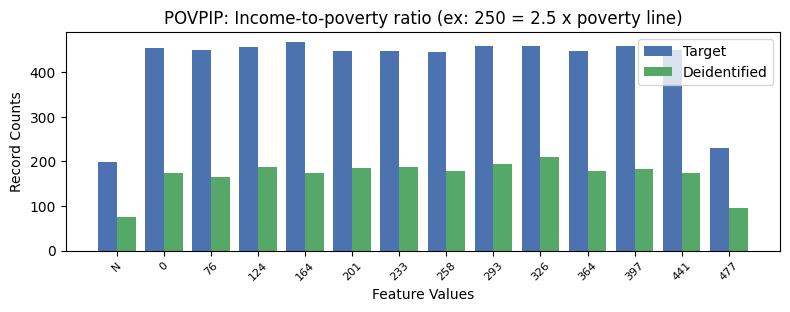 POVPIP: Income-to-poverty ratio (ex: 250 = 2.5 x poverty line)
Target
Deidentified
Record Counts
400
300
200
100
0
N 0 76 124 164 201 233 258 293 326 364 397 441 477
Feature Values